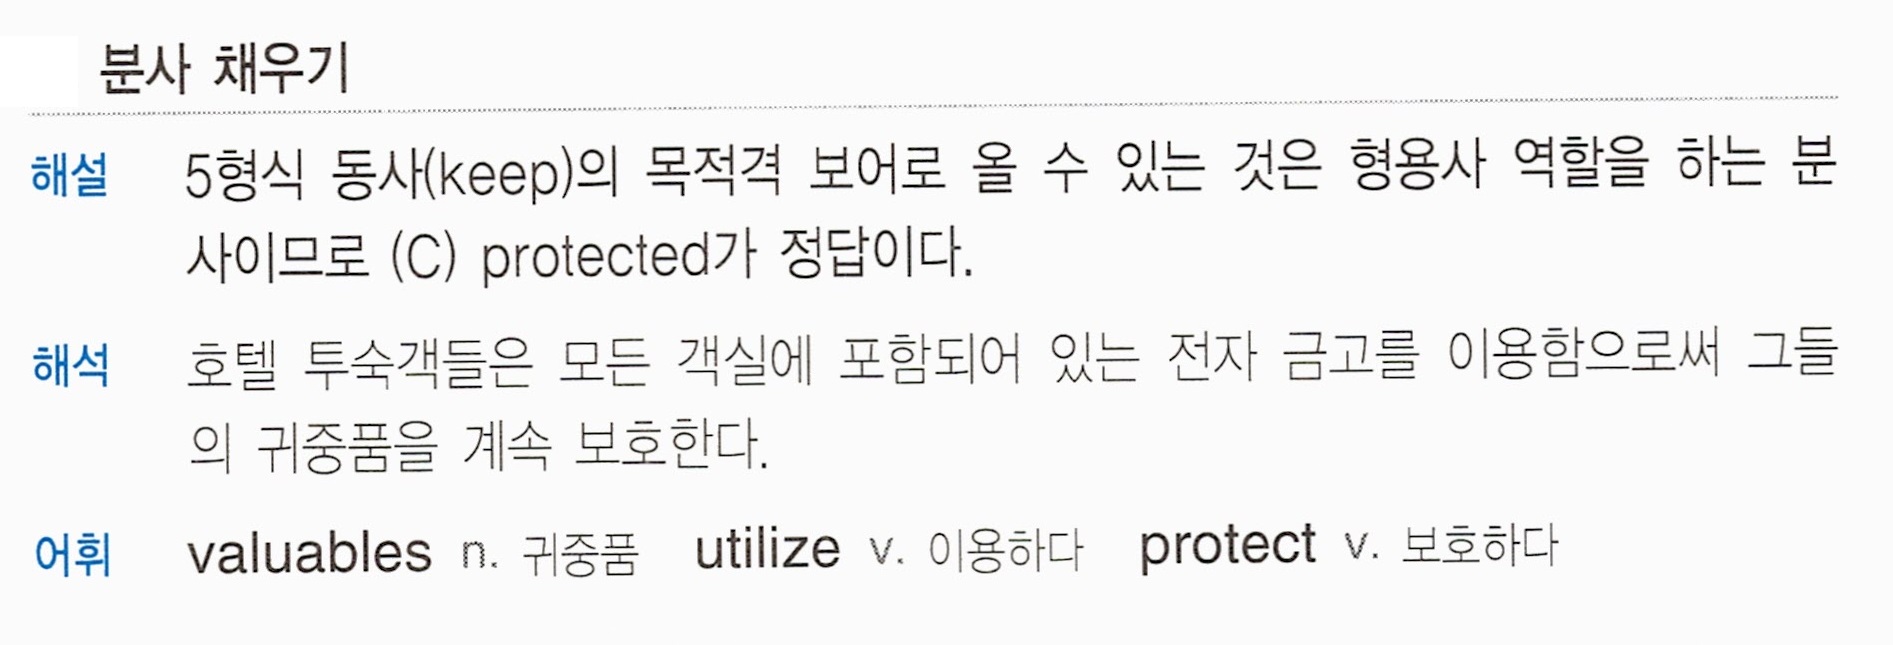 분사 채우기
해설 5형식 동사(keep)의 목적격 보어로 올 수 있는 것은 형용사 역할을 하는 분
사이므로 (C) protected가 정답이다.
해석 호텔 투숙객들은 모든 객실에 포함되어 있는 전자 금고를 이용함으로써 그들
의 귀중품을 계속 보호한다.
어휘 valuables n. 귀중품 utilize v. 이용하다 protect v. 보호하다